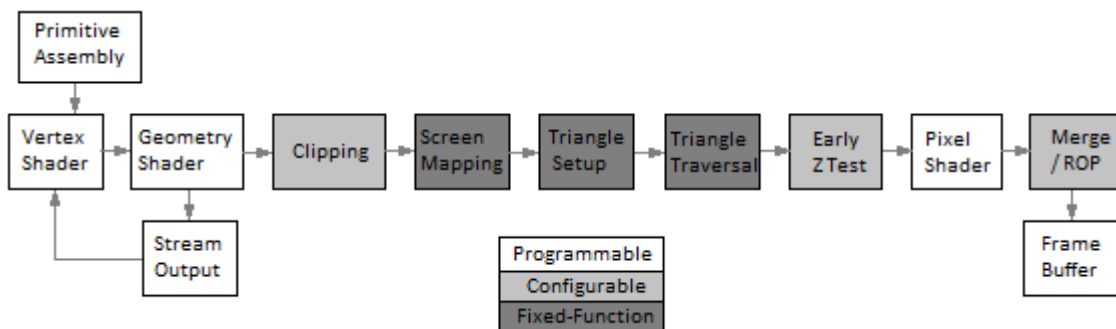 Primitive
Assembly
Vertex
Shader
Geometry
Shader
Clipping
Screen
Mapping
Triangle
Setup
Triangle
Traversal
Early
Z Test
Pixel
Shader
Merge
/ ROP
Stream
Output
Frame
Buffer
Programmable
Configurable
Fixed-Function